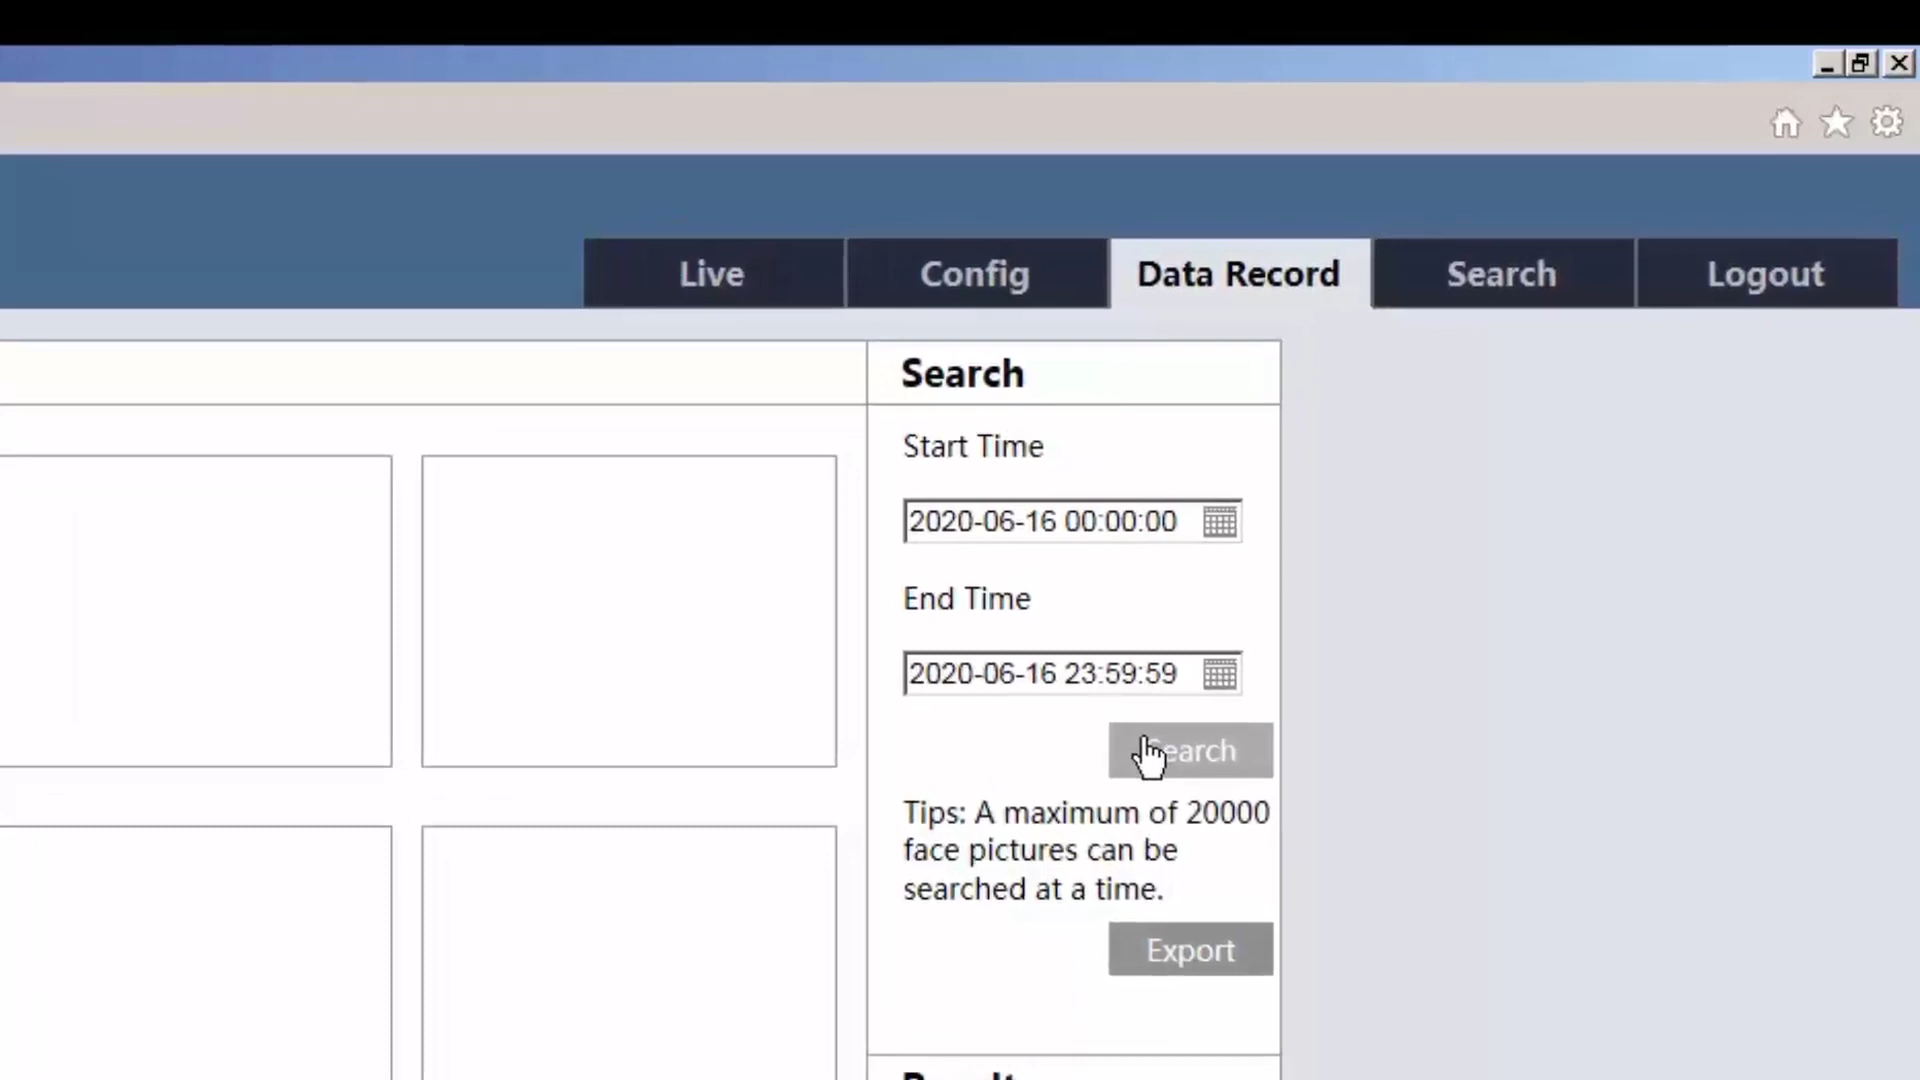 Live Config Data Record Search Logout
Search
Start Time
2020-06-16 00:00:00
End Time
2020-06-16 23:59:59
Search
Tips: A maximum of 20000
face pictures can be
searched at a time.
Export